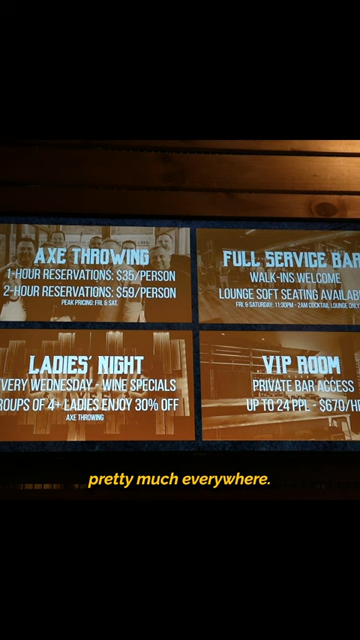 AXE THROWING
1-HOUR RESERVATIONS: $35/PERSON
2-HOUR RESERVATIONS: $59/PERSON
PEAK PRICING: FRI. & SAT.
FULL SERVICE BAR
WALK-INS WELCOME
LOUNGE SOFT SEATING AVAILAB
FRI. & SATURDAY: 11:30PM - 2AM COCKTAIL LOUNGE ONLY
LADIES' NIGHT
VERY WEDNESDAY - WINE SPECIALS
ROUPS OF 4+ LADIES ENJOY 30% OFF
AXE THROWING
VIP ROOM
PRIVATE BAR ACCESS
UP TO 24 PPL - $670/H
pretty much everywhere.